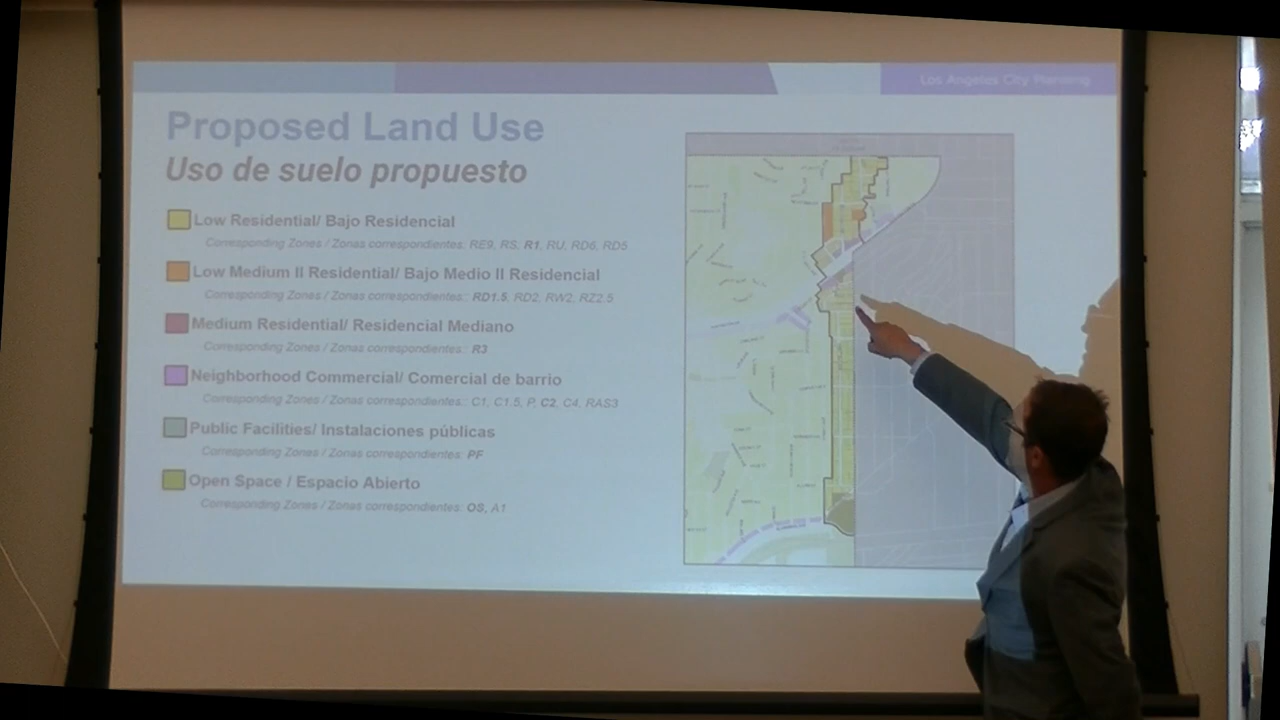 Los Angeles City Planning
Proposed Land Use
Uso de suelo propuesto
Low Residential/ Bajo Residencial
Corresponding Zones / Zonas correspondientes: RE9, RS, R1, RU, RD6, RD5
Low Medium II Residential/ Bajo Medio II Residencial
Corresponding Zones / Zonas correspondientes:: RD1.5, RD2, RW2, RZ2.5
Medium Residential/ Residencial Mediano
Corresponding Zones / Zonas correspondientes:: R3
Neighborhood Commercial/ Comercial de barrio
Corresponding Zones / Zonas correspondientes:: C1, C1.5, P, C2, C4, RAS3
Public Facilities/ Instalaciones públicas
Corresponding Zones / Zonas correspondientes: PF
Open Space / Espacio Abierto
Corresponding Zones / Zonas correspondientes: OS, A1